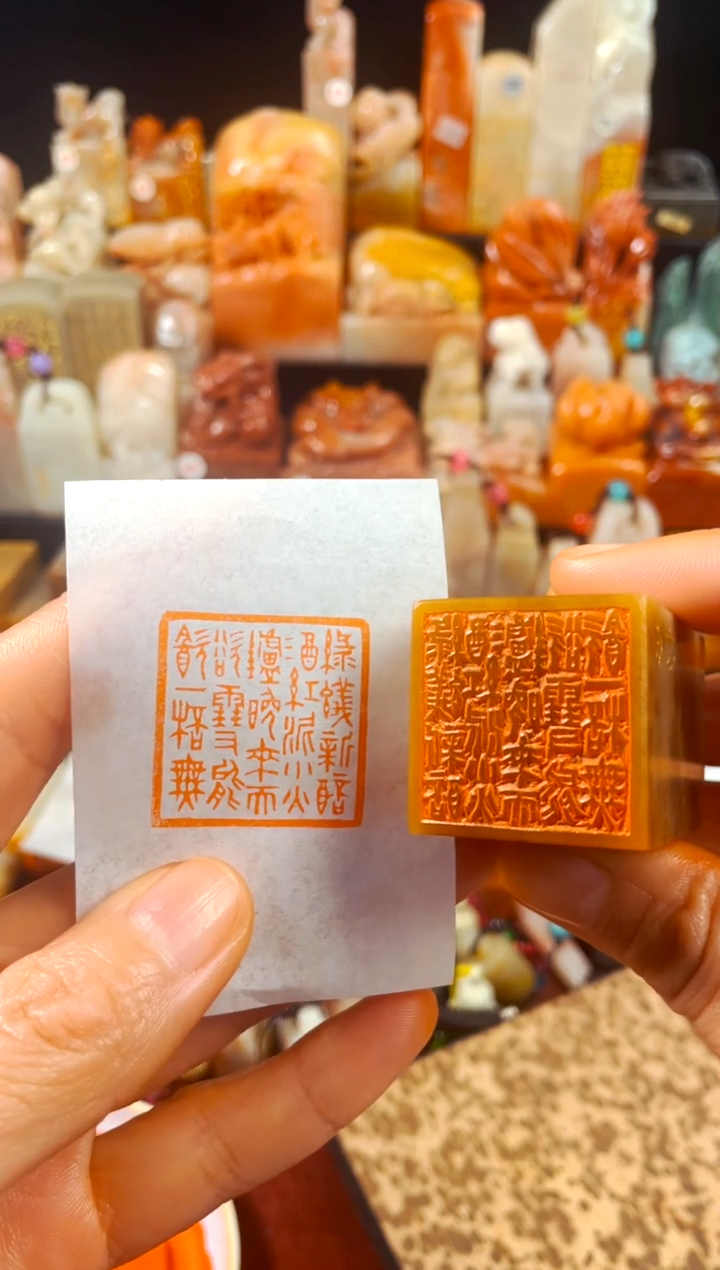 綠蟻新醅
酒紅泥小火
爐晚來天
欲雪能
飲一杯無